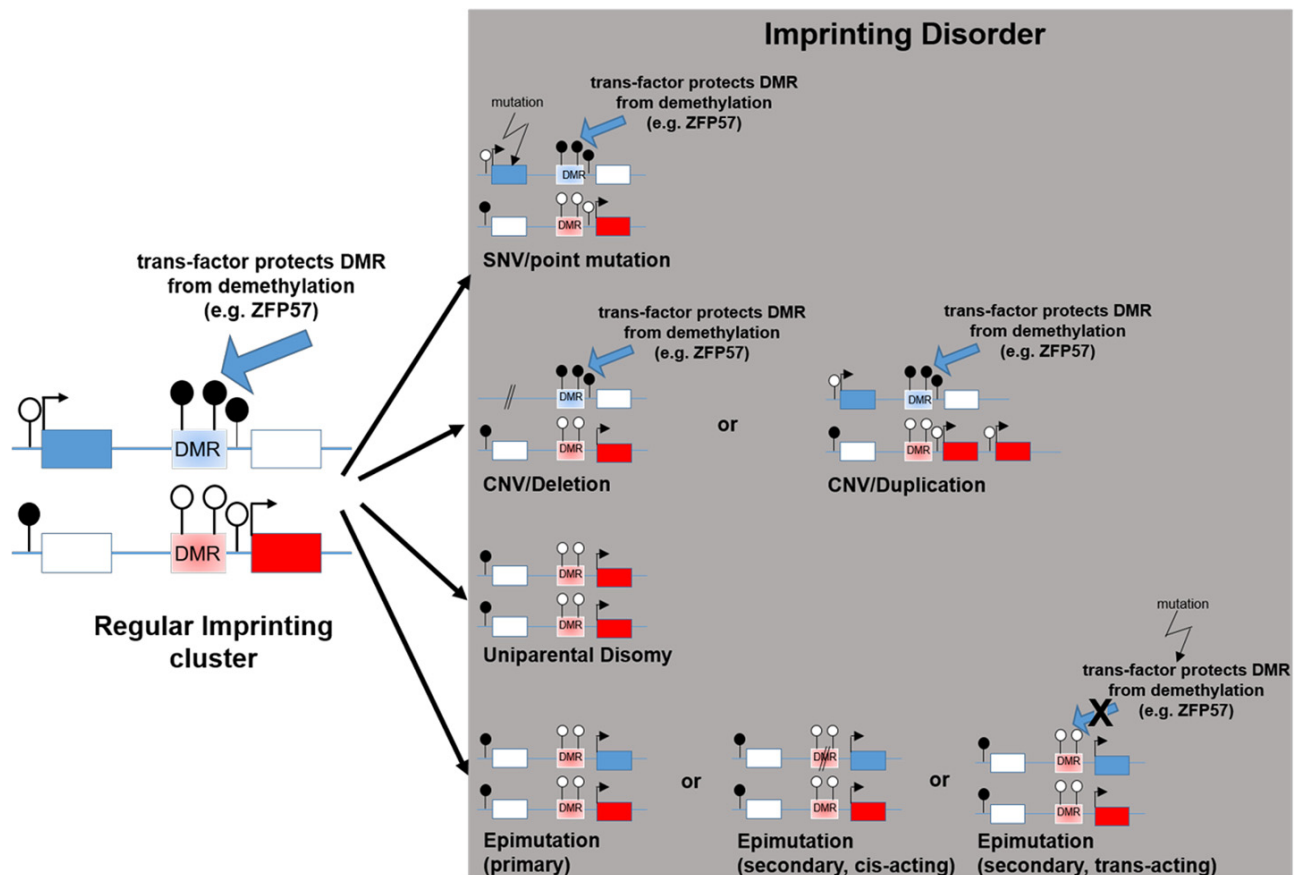 Imprinting Disorder
mutation
trans-factor protects DMR
from demethylation
(e.g. ZFP57)
DMR
DMR
SNV/point mutation
trans-factor protects DMR
from demethylation
(e.g. ZFP57)
DMR
DMR
Regular Imprinting
cluster
trans-factor protects DMR
from demethylation
(e.g. ZFP57)
DMR
DMR
CNV/Deletion
or
trans-factor protects DMR
from demethylation
(e.g. ZFP57)
DMR
DMR
CNV/Duplication
DMR
DMR
Uniparental Disomy
DMR
DMR
Epimutation
(primary)
or
DMR
DMR
Epimutation
(secondary, cis-acting)
or
mutation
trans-factor protects DMR
from demethylation
(e.g. ZFP57)
X
DMR
DMR
Epimutation
(secondary, trans-acting)